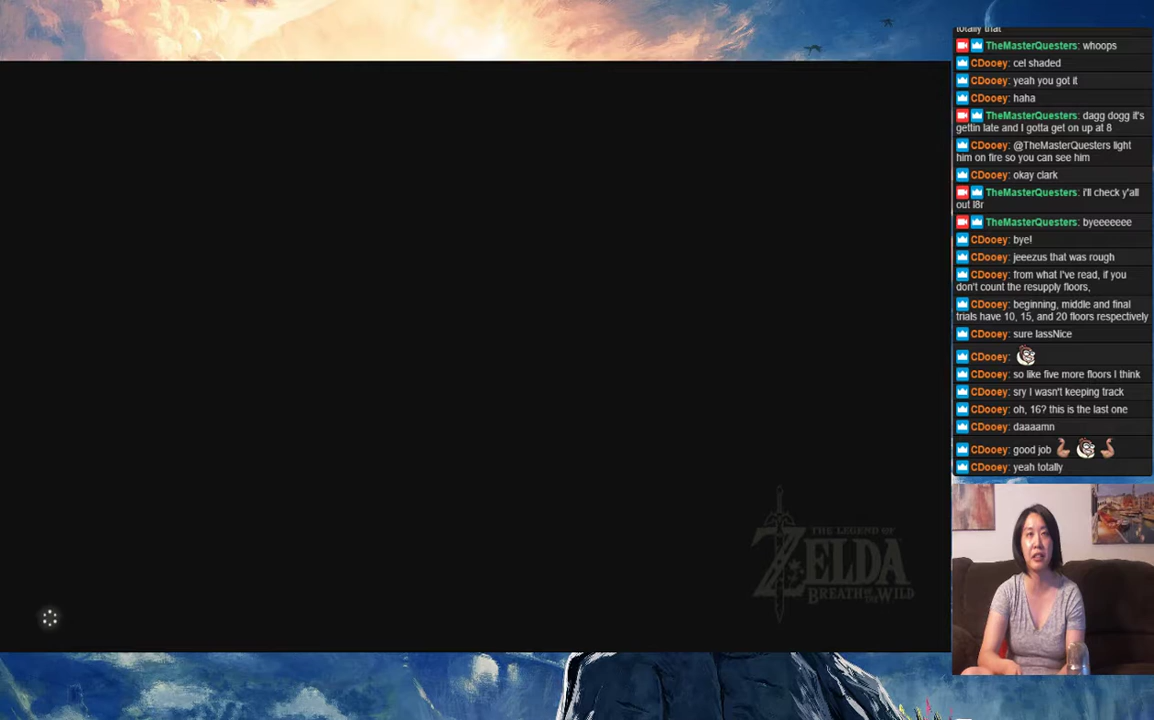 totally that
TheMasterQuesters: whoops
CDooey: cel shaded
CDooey: yeah you got it
CDooey: haha
TheMasterQuesters: dagg dogg it's
gettin late and I gotta get on up at 8
CDooey: @TheMasterQuesters light
him on fire so you can see him
CDooey: okay clark
TheMasterQuesters: i'll check y'all
out l8r
TheMasterQuesters: byeeeeeee
CDooey: bye!
CDooey: jeeezus that was rough
CDooey: from what I've read, if you
don't count the resupply floors,
CDooey: beginning, middle and final
trials have 10, 15, and 20 floors respectively
CDooey: sure lassNice
CDooey:
CDooey: so like five more floors I think
CDooey: sry I wasn't keeping track
CDooey: oh, 16? this is the last one
CDooey: daaaamn
CDooey: good job
CDooey: yeah totally
THE LEGEND OF
ZELDA
BREATH OF THE WILD